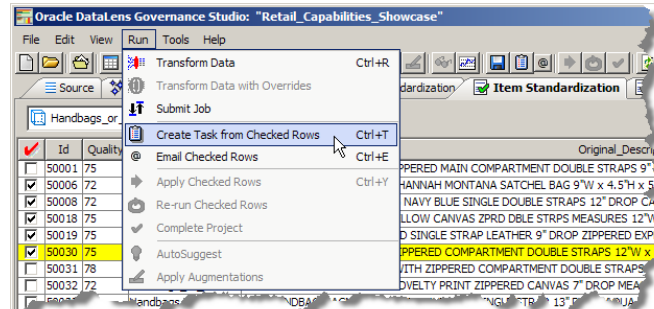 Oracle DataLens Governance Studio: "Retail_Capabilities_Showcase"
File Edit View Run Tools Help
Transform Data Ctrl+R
Transform Data with Overrides
Submit Job
Create Task from Checked Rows Ctrl+T
@ Email Checked Rows Ctrl+E
Apply Checked Rows Ctrl+Y
Re-run Checked Rows
Complete Project
AutoSuggest
Apply Augmentations
Source dardization Item Standardization
Handbags_or_
Id Quality Original_Descri
50001 75 PPERED MAIN COMPARTMENT DOUBLE STRAPS 9"
50006 72 HANNAH MONTANA SATCHEL BAG 9"W x 4.5"H x 5
50008 72 NAVY BLUE SINGLE DOUBLE STRAPS 12" DROP CA
50018 75 LLOW CANVAS ZPRD DBLE STRPS MEASURES 12"W
50019 75 D SINGLE STRAP LEATHER 9" DROP ZIPPERED EXP
50030 75 IPPERED COMPARTMENT DOUBLE STRAPS 12"W x
50031 78 WITH ZIPPERED COMPARTMENT DOUBLE STRAPS
50032 72 OVELTY PRINT ZIPPERED CANVAS 7" DROP MEA